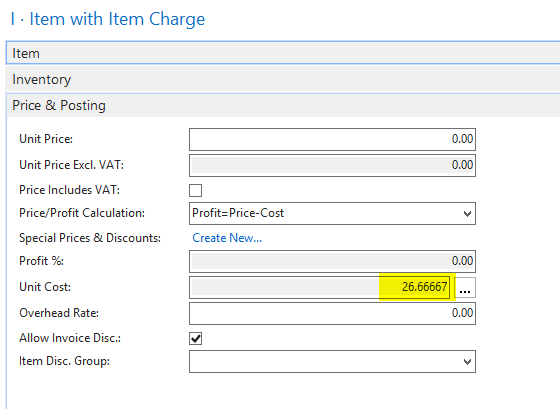 I · Item with Item Charge
Item
Inventory
Price & Posting
Unit Price: 0.00
Unit Price Excl. VAT: 0.00
Price Includes VAT:
Price/Profit Calculation: Profit=Price-Cost
Special Prices & Discounts: Create New...
Profit %: 0.00
Unit Cost: 26.66667 ...
Overhead Rate: 0.00
Allow Invoice Disc.:
Item Disc. Group: